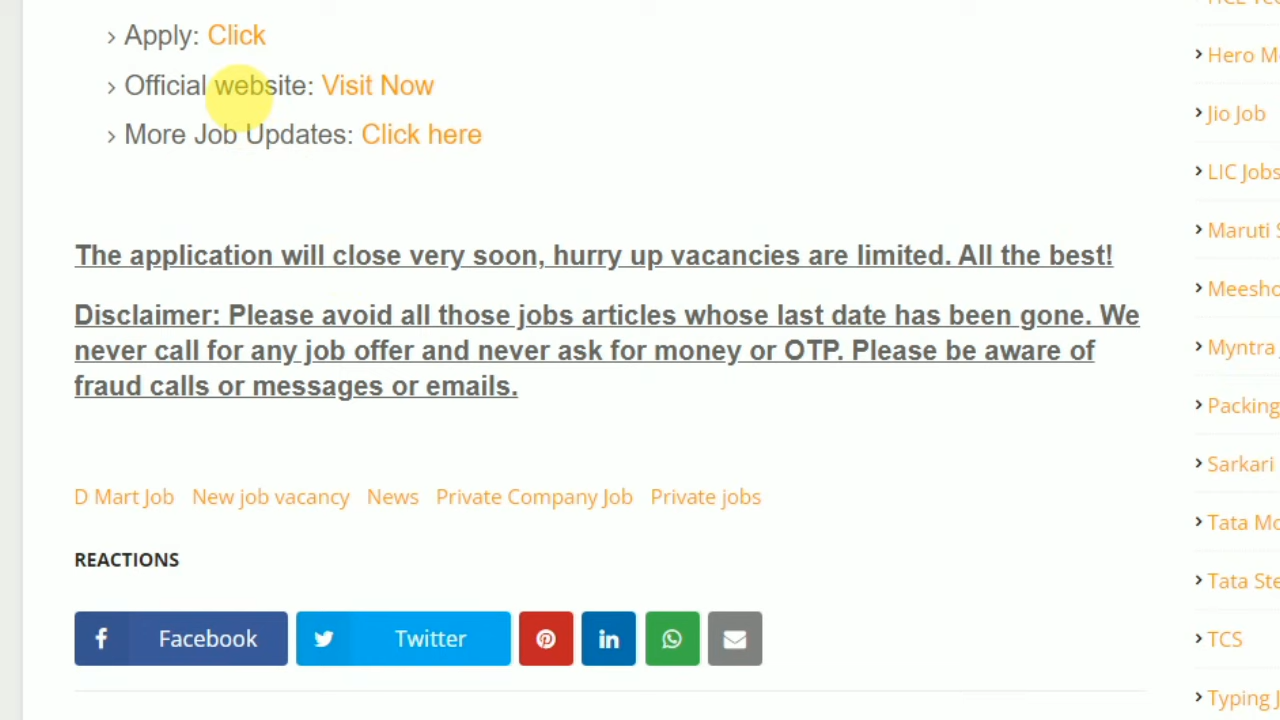 Apply: Click
Official website: Visit Now
More Job Updates: Click here
The application will close very soon, hurry up vacancies are limited. All the best!
Disclaimer: Please avoid all those jobs articles whose last date has been gone. We
never call for any job offer and never ask for money or OTP. Please be aware of
fraud calls or messages or emails.
D Mart Job New job vacancy News Private Company Job Private jobs
REACTIONS
Facebook Twitter
Hero
Jio Job
LIC Jobs
Maruti
Meesho
Myntra
Packing
Sarkari
Tata
Tata
TCS
Typing